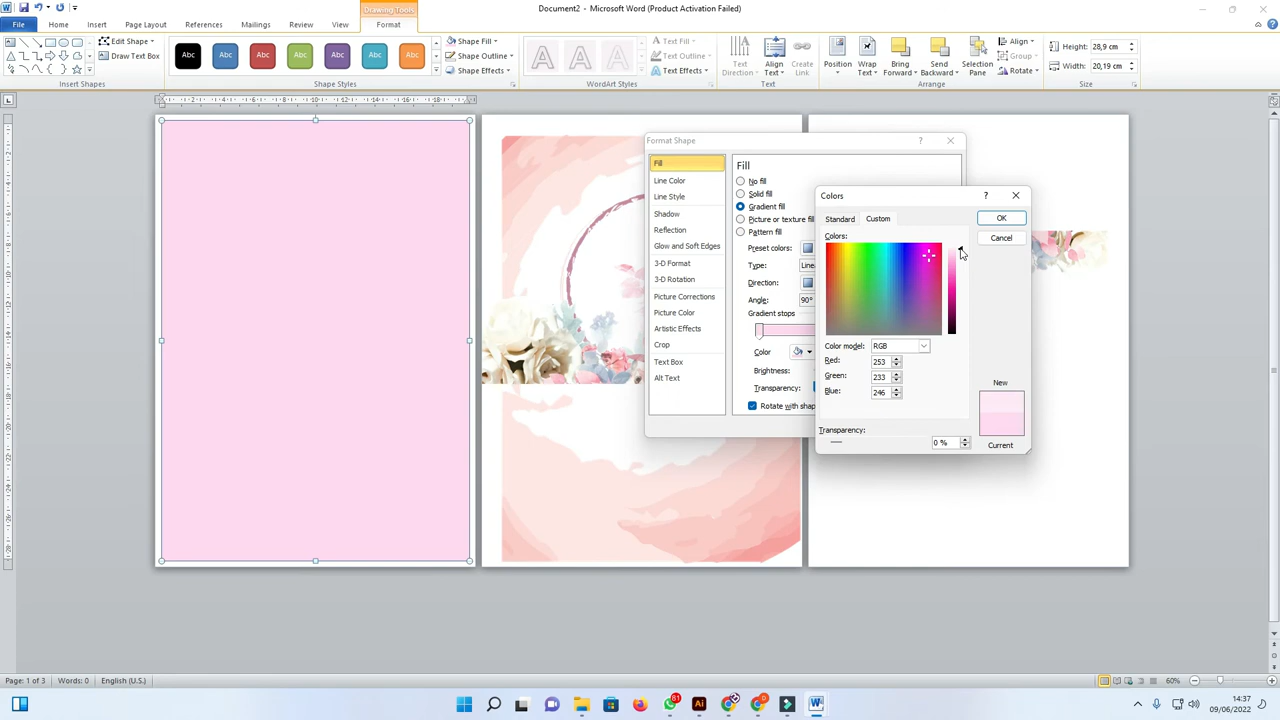 Drawing Tools
Document2 - Microsoft Word (Product Activation Failed)
File
Home
Insert
Page Layout
References
Mailings
Review
View
Format
Edit Shape
Draw Text Box
Insert Shapes
Abc
Abc
Abc
Abc
Abc
Abc
Abc
Shape Fill
Shape Outline
Shape Effects
Shape Styles
Text Fill
Text Outline
Text Effects
WordArt Styles
Text Direction
Align Text
Create Link
Text
Position
Wrap Text
Bring Forward
Send Backward
Selection Pane
Align
Group
Rotate
Arrange
Height: 28,9 cm
Width: 20,19 cm
Size
Format Shape
Fill
Line Color
Line Style
Shadow
Reflection
Glow and Soft Edges
3-D Format
3-D Rotation
Picture Corrections
Picture Color
Artistic Effects
Crop
Text Box
Alt Text
Fill
No fill
Solid fill
Gradient fill
Picture or texture fill
Pattern fill
Preset colors:
Type: Line
Direction:
Angle: 90°
Gradient stops
Color
Brightness:
Transparency:
Rotate with shap
Colors
Standard
Custom
OK
Cancel
Colors:
Color model: RGB
Red: 253
Green: 233
Blue: 246
New
Current
Transparency:
0 %
Page: 1 of 3
Words: 0
English (U.S.)
60%
81
14:37
09/06/2022